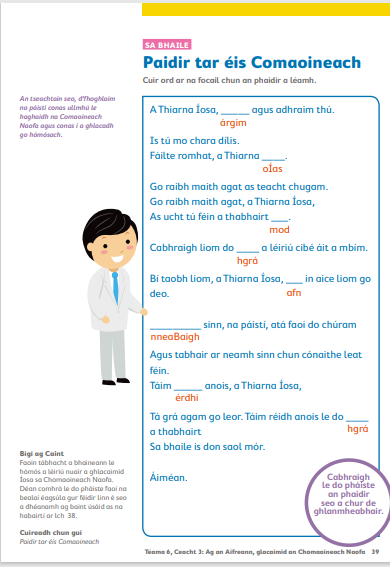 SA BHAILE
Paidir tar éis Comaoineach
Cuir ord ar na focail chun an phaidir a léamh.
An tseachtain seo, d'fhoghlaim
na páistí conas ullmhú le
haghaidh na Comaoineach
Naofa agus conas í a ghlacadh
go hómósach.
A Thiarna Íosa, _____ agus adhraim thú.
árgim
Is tú mo chara dílis.
Fáilte romhat, a Thiarna ____.
oÍas
Go raibh maith agat as teacht chugam.
Go raibh maith agat, a Thiarna Íosa,
As ucht tú féin a thabhairt ___.
mod
Cabhraigh liom do ____ a léiriú cibé áit a mbím.
hgrá
Bí taobh liom, a Thiarna Íosa, ___ in aice liom go
deo.
afn
_________ sinn, na páistí, atá faoi do chúram
nneaBaigh
Agus tabhair ar neamh sinn chun cónaithe leat
féin.
Táim _____ anois, a Thiarna Íosa,
érdhi
Tá grá agam go leor. Táim réidh anois le do ____
a thabhairt
hgrá
Sa bhaile is don saol mór.
Áiméan.
Bígí ag Caint
Faoin tábhacht a bhaineann le
hómós a léiriú nuair a ghlacaimid
Íosa sa Chomaoineach Naofa.
Déan comhrá le do pháiste faoi na
bealaí éagsúla gur féidir linn é seo
a dhéanamh ag baint úsáid as na
habairtí ar lch 38.
Cuireadh chun guí
Paidir tar éis Comaoineach
Cabhraigh
le do pháiste
an phaidir
seo a chur de
ghlanmheabhair.
Téama 6, Ceacht 3: Ag an Aifreann, glacaimid an Chomaoineach Naofa 39